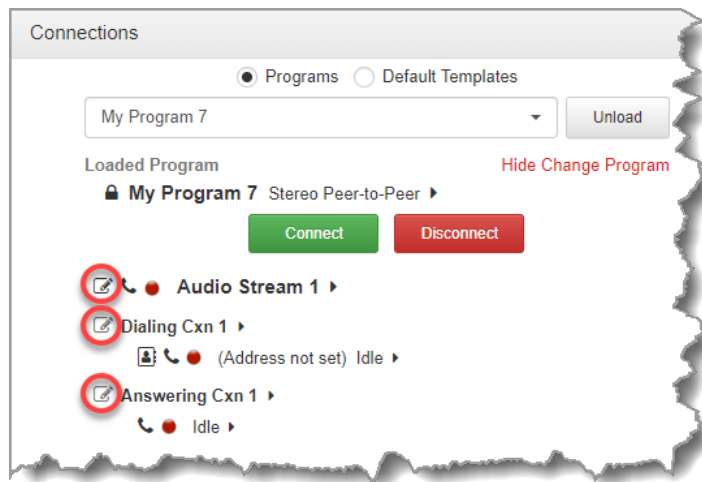 Connections
Programs Default Templates
My Program 7 Unload
Loaded Program Hide Change Program
My Program 7 Stereo Peer-to-Peer
Connect Disconnect
Audio Stream 1
Dialing Cxn 1
(Address not set) Idle
Answering Cxn 1
Idle